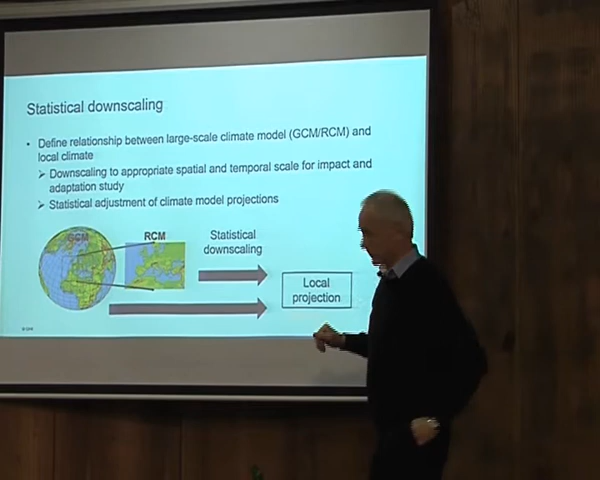 Statistical downscaling
• Define relationship between large-scale climate model (GCM/RCM) and
local climate
➢ Downscaling to appropriate spatial and temporal scale for impact and
adaptation study
➢ Statistical adjustment of climate model projections
GCM
RCM
Statistical
downscaling
Local
projection